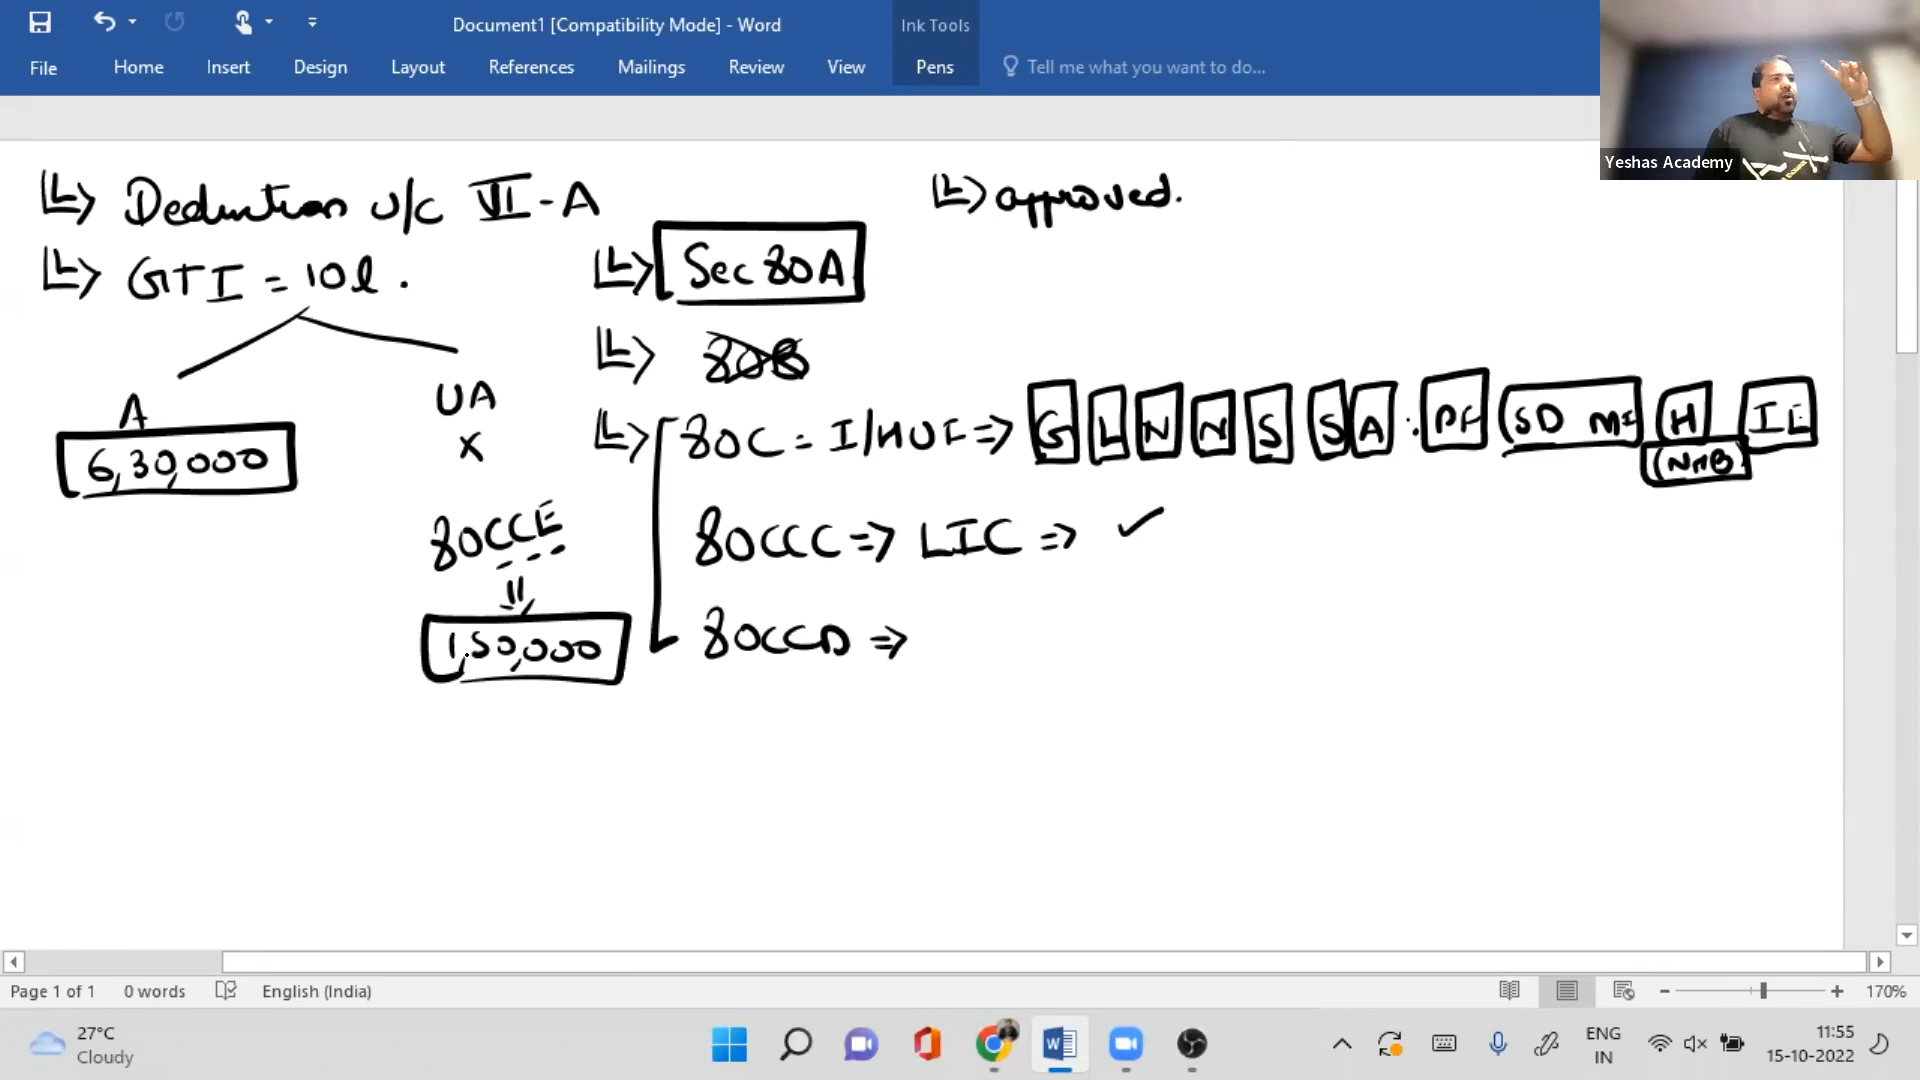 Document1 [Compatibility Mode] - Word
Ink Tools
File Home Insert Design Layout References Mailings Review View Pens Tell me what you want to do...
Yeshas Academy
Deduction u/c VI-A
approved.
GTI = 10l.
Sec 80A
80B
A
UA
X
6,30,000
80C = I/HUF => G L N N S S A . PF (SD MI) H IE
(NHB)
80CCE
80CCC => LIC => ✓
=
1,50,000
80CCD =>
Page 1 of 1 0 words English (India) 170%
27°C
Cloudy
ENG
IN
11:55
15-10-2022